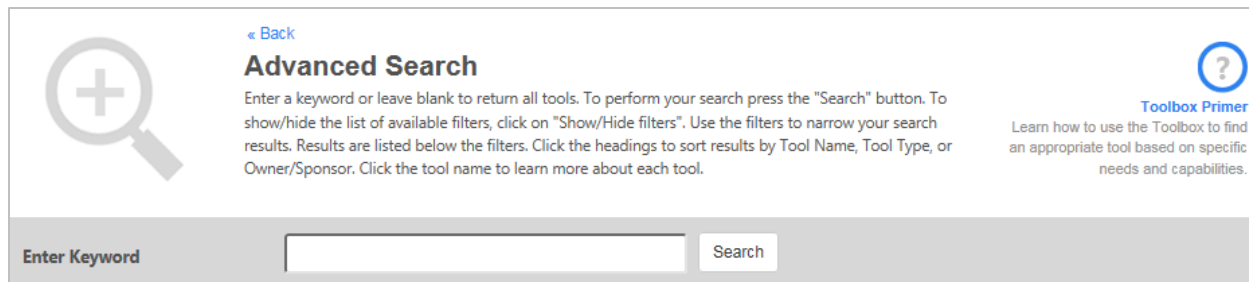 « Back
Advanced Search
Enter a keyword or leave blank to return all tools. To perform your search press the "Search" button. To
show/hide the list of available filters, click on "Show/Hide filters". Use the filters to narrow your search
results. Results are listed below the filters. Click the headings to sort results by Tool Name, Tool Type, or
Owner/Sponsor. Click the tool name to learn more about each tool.
?
Toolbox Primer
Learn how to use the Toolbox to find
an appropriate tool based on specific
needs and capabilities.
Enter Keyword
Search